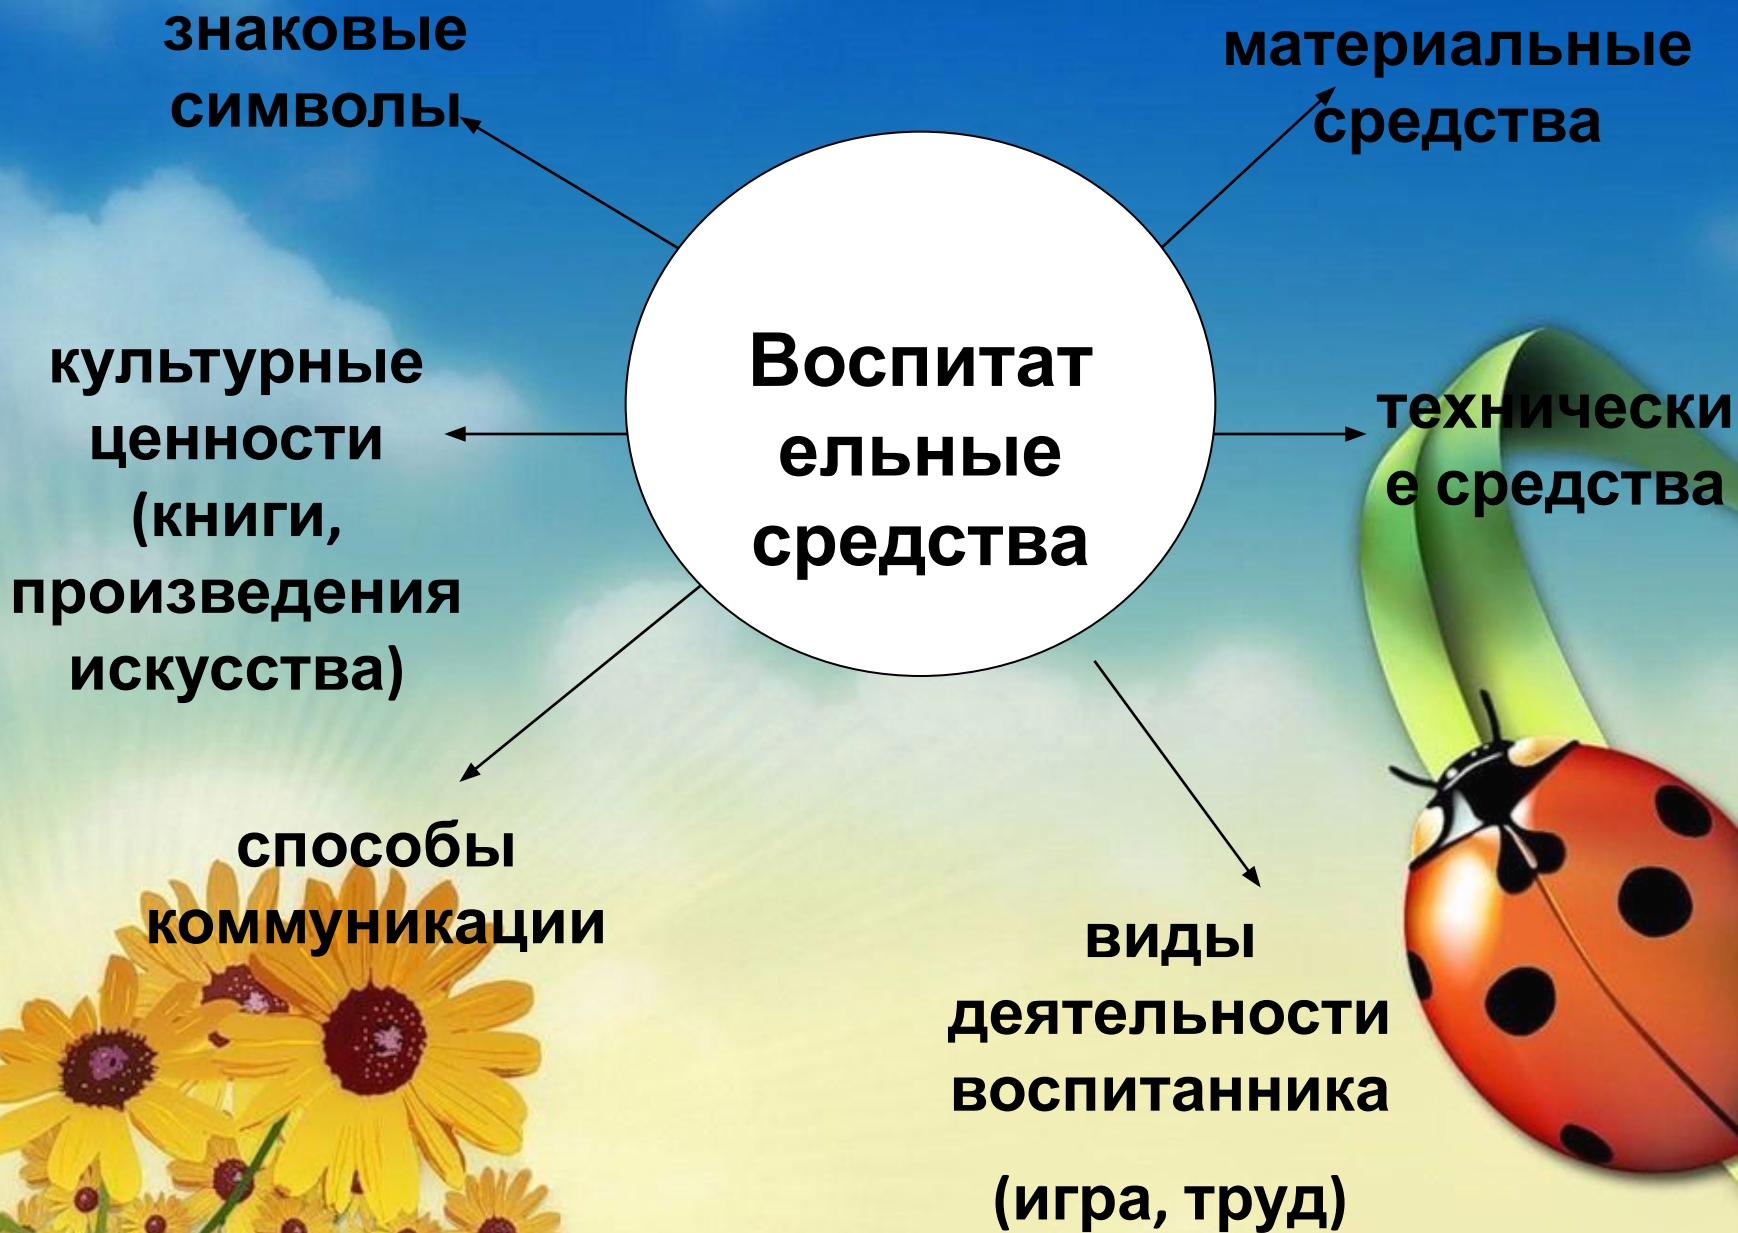 знаковые
символы
материальные
средства
Воспитат
ельные
средства
культурные
ценности
(книги,
произведения
искусства)
технически
е средства
способы
коммуникации
виды
деятельности
воспитанника
(игра, труд)